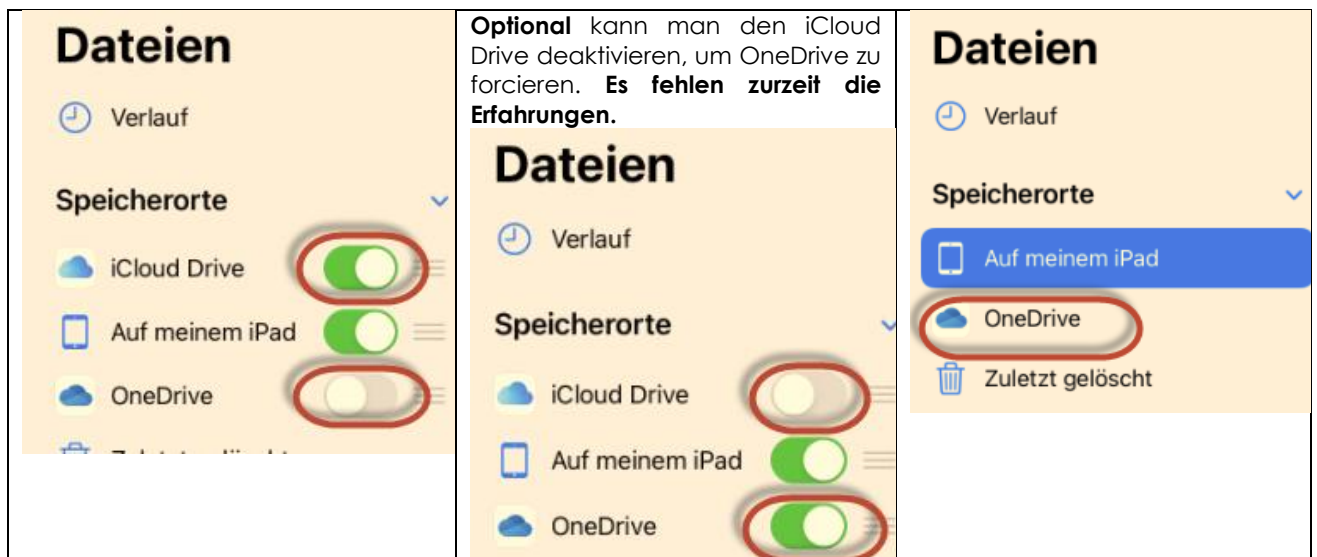 Dateien
Verlauf
Speicherorte
iCloud Drive
Auf meinem iPad
OneDrive
Optional kann man den iCloud
Drive deaktivieren, um OneDrive zu
forcieren. Es fehlen zurzeit die
Erfahrungen.
Dateien
Verlauf
Speicherorte
iCloud Drive
Auf meinem iPad
OneDrive
Dateien
Verlauf
Speicherorte
Auf meinem iPad
OneDrive
Zuletzt gelöscht